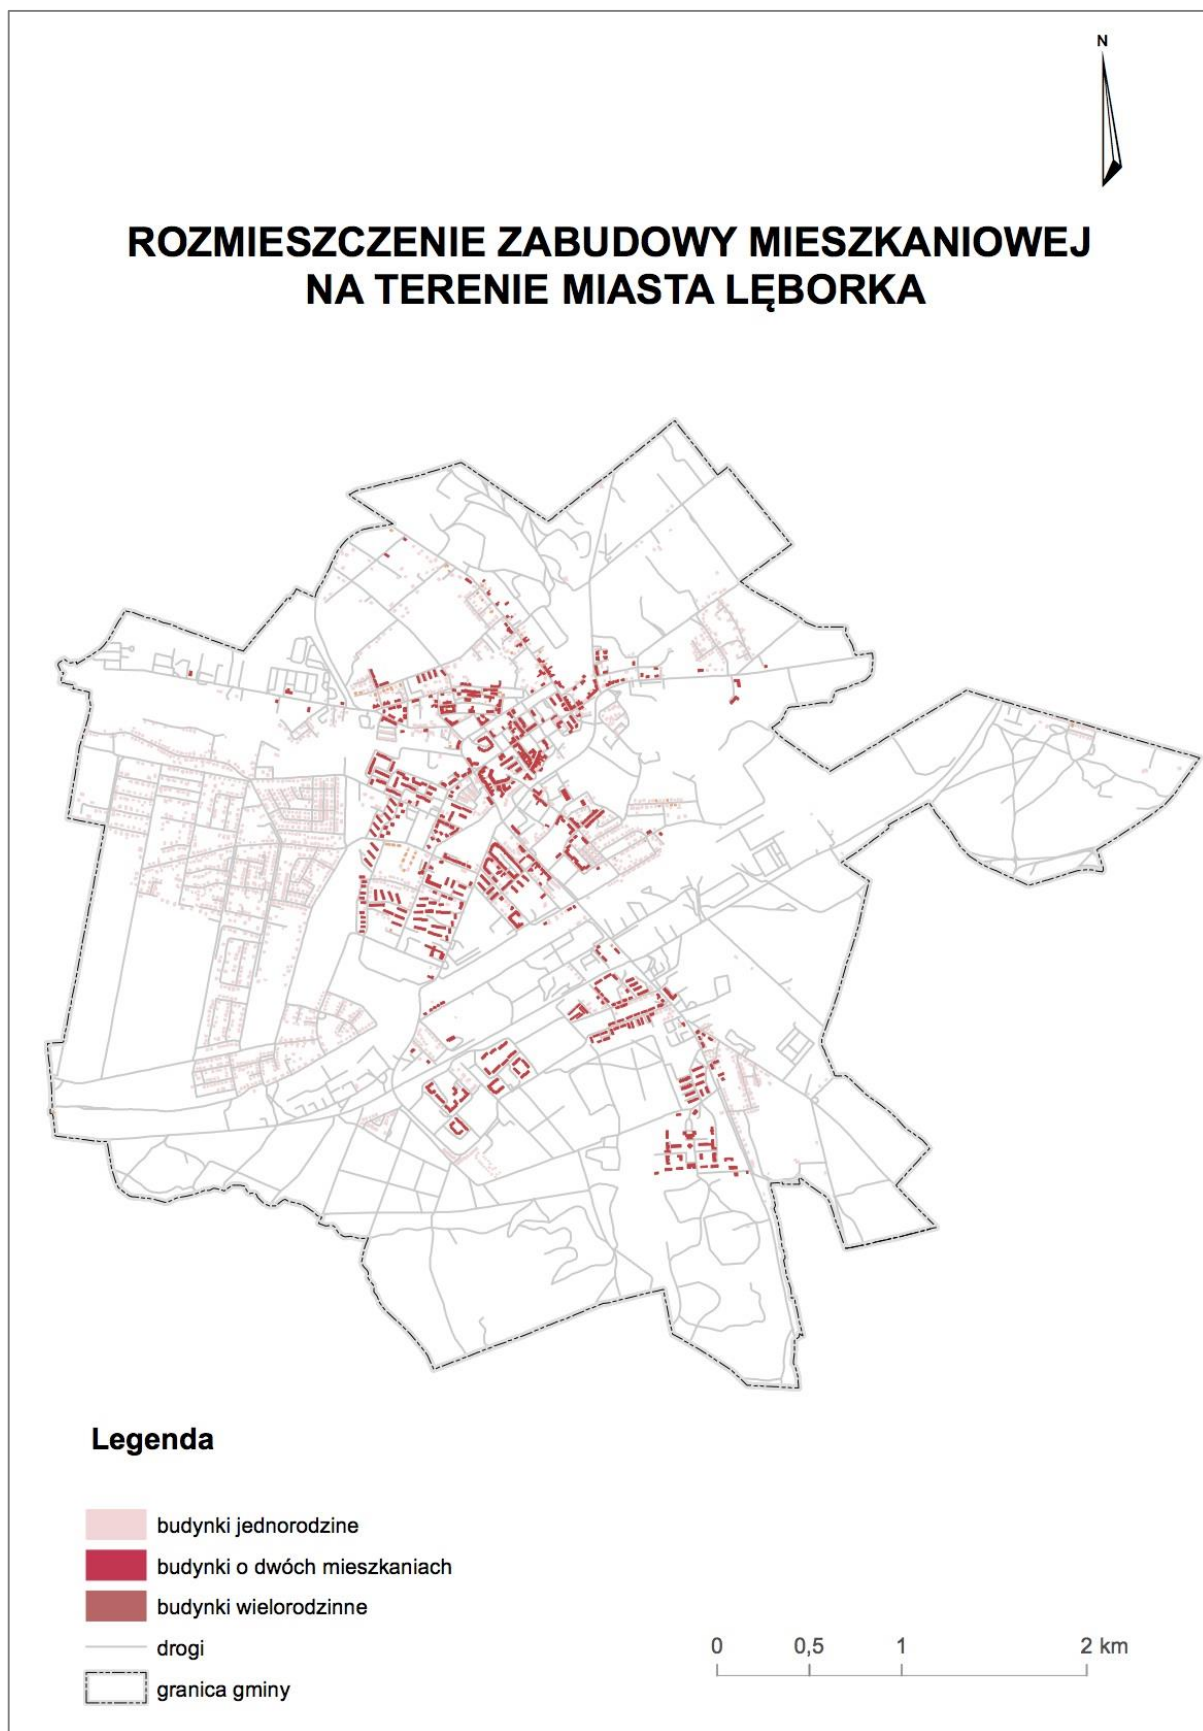 N
ROZMIESZCZENIE ZABUDOWY MIESZKANIOWEJ
NA TERENIE MIASTA LĘBORKA
Legenda
budynki jednorodzine
budynki o dwóch mieszkaniach
budynki wielorodzinne
drogi
granica gminy
0 0,5 1 2 km